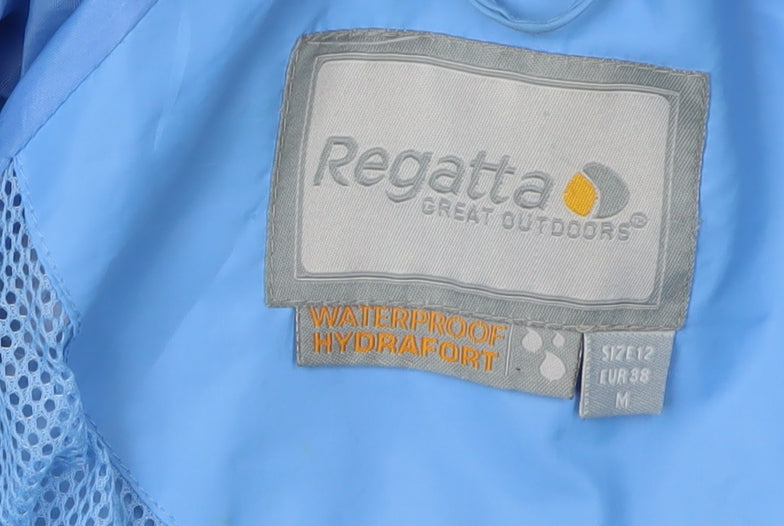 Regatta
GREAT OUTDOORS®
WATERPROOF
HYDRAFORT
SIZE 12
EUR 38
M